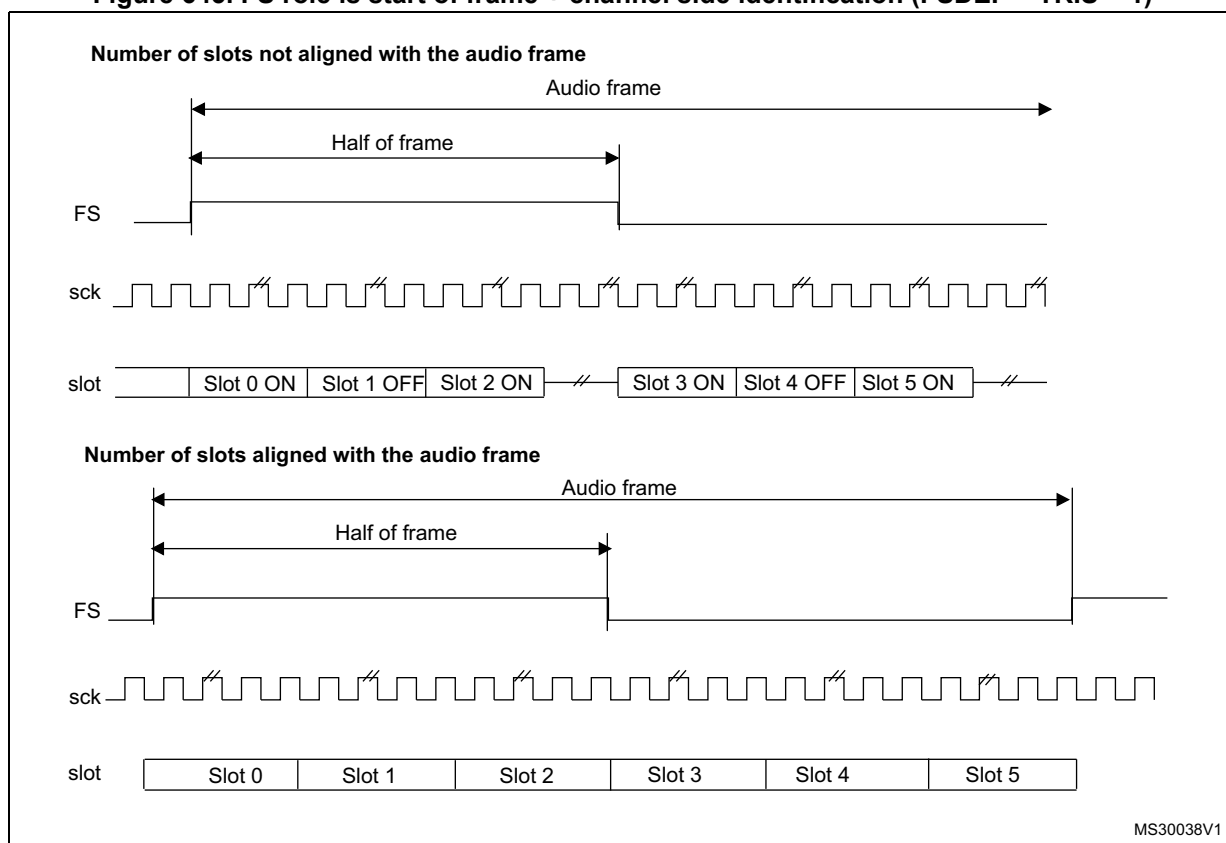 Number of slots not aligned with the audio frame
Audio frame
Half of frame
FS
sck
slot
Slot 0 ON
Slot 1 OFF
Slot 2 ON
Slot 3 ON
Slot 4 OFF
Slot 5 ON
Number of slots aligned with the audio frame
Audio frame
Half of frame
FS
sck
slot
Slot 0
Slot 1
Slot 2
Slot 3
Slot 4
Slot 5
MS30038V1